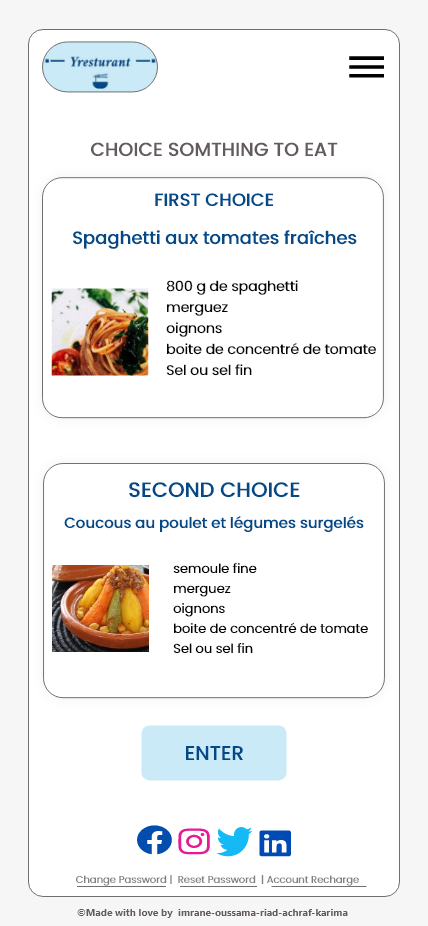 Yresturant
CHOICE SOMTHING TO EAT
FIRST CHOICE
Spaghetti aux tomates fraîches
800 g de spaghetti
merguez
oignons
boite de concentré de tomate
Sel ou sel fin
SECOND CHOICE
Coucous au poulet et légumes surgelés
semoule fine
merguez
oignons
boite de concentré de tomate
Sel ou sel fin
ENTER
Change Password | Reset Password | Account Recharge
©Made with love by imrane-oussama-riad-achraf-karima